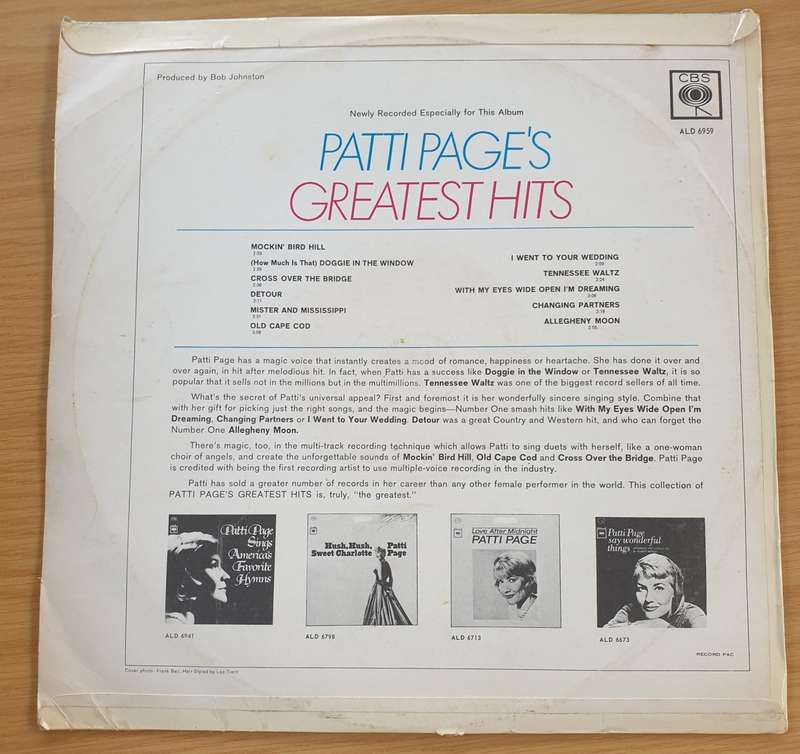 Produced by Bob Johnston
CBS
ALD 6959
Newly Recorded Especially for This Album
PATTI PAGE'S
GREATEST HITS
MOCKIN' BIRD HILL
(How Much Is That) DOGGIE IN THE WINDOW
CROSS OVER THE BRIDGE
DETOUR
MISTER AND MISSISSIPPI
OLD CAPE COD
I WENT TO YOUR WEDDING
TENNESSEE WALTZ
WITH MY EYES WIDE OPEN I'M DREAMING
CHANGING PARTNERS
ALLEGHENY MOON
Patti Page has a magic voice that instantly creates a mood of romance, happiness or heartache. She has done it over and
over again, in hit after melodious hit. In fact, when Patti has a success like Doggie in the Window or Tennessee Waltz, it is so
popular that it sells not in the millions but in the multimillions. Tennessee Waltz was one of the biggest record sellers of all time.
What's the secret of Patti's universal appeal? First and foremost it is her wonderfully sincere singing style. Combine that
with her gift for picking just the right songs, and the magic begins—Number One smash hits like With My Eyes Wide Open I'm
Dreaming, Changing Partners or I Went to Your Wedding. Detour was a great Country and Western hit, and who can forget the
Number One Allegheny Moon.
There's magic, too, in the multi-track recording technique which allows Patti to sing duets with herself, like a one-woman
choir of angels, and create the unforgettable sounds of Mockin' Bird Hill, Old Cape Cod and Cross Over the Bridge. Patti Page
is credited with being the first recording artist to use multiple-voice recording in the industry.
Patti has sold a greater number of records in her career than any other female performer in the world. This collection of
PATTI PAGE'S GREATEST HITS is, truly, "the greatest."
Patti Page
Sings
America's
Favorite
Hymns
ALD 6941
Hush, Hush,
Sweet Charlotte
Patti
Page
ALD 6798
Love After Midnight
PATTI PAGE
ALD 6713
Patti Page
say wonderful
things
ALD 6673
RECORD PAC
Cover photo: Frank Bez. Hair Styled by Lee Trent